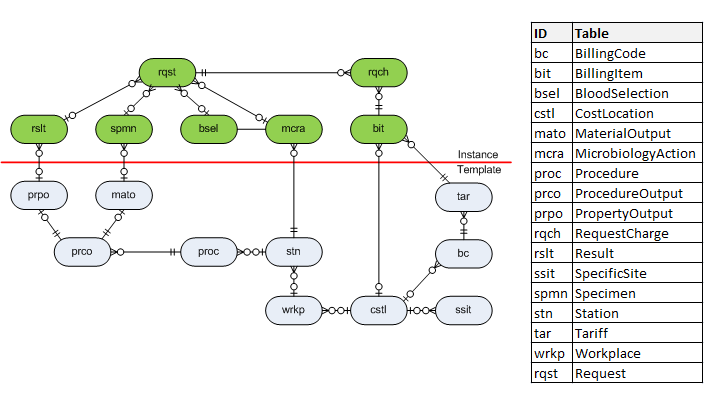 rqst
rqch
rslt
spmn
bsel
mcra
bit
Instance
Template
prpo
mato
tar
prco
proc
stn
bc
wrkp
cstl
ssit
ID Table
bc BillingCode
bit BillingItem
bsel BloodSelection
cstl CostLocation
mato MaterialOutput
mcra MicrobiologyAction
proc Procedure
prco ProcedureOutput
prpo PropertyOutput
rqch RequestCharge
rslt Result
ssit SpecificSite
spmn Specimen
stn Station
tar Tariff
wrkp Workplace
rqst Request